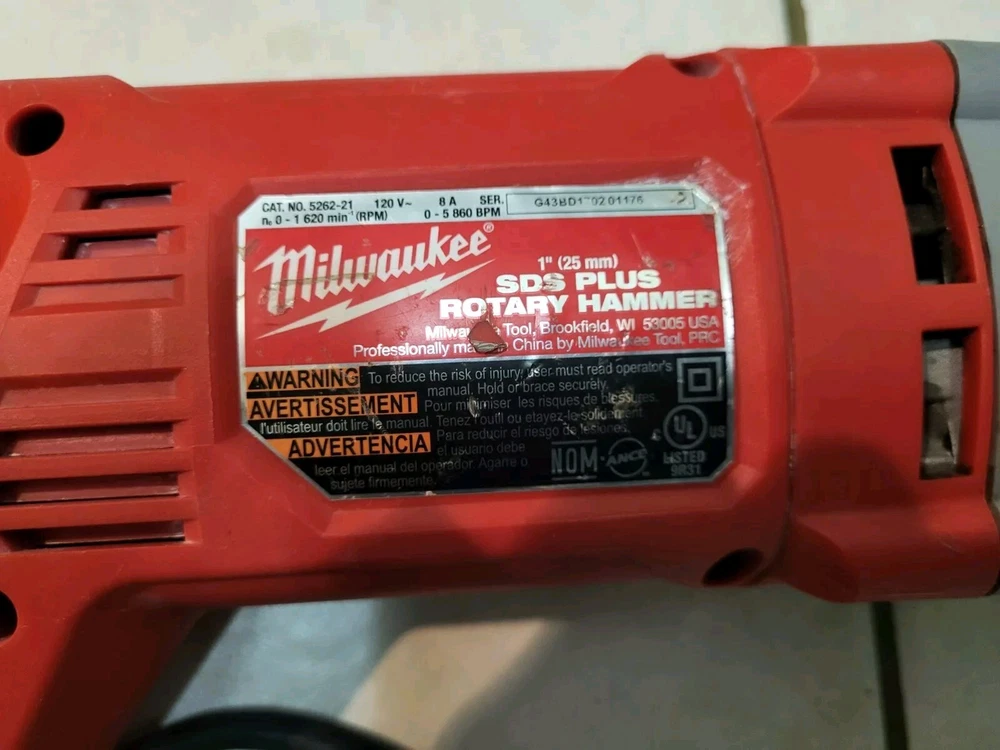 CAT. NO. 5262-21 120 V~ 8 A SER.
n₀ 0 - 1 620 min⁻¹ (RPM) 0 - 5 860 BPM
Milwaukee®
1" (25 mm)
SDS PLUS
ROTARY HAMMER
Tool, Brookfield, WI 53005 USA
Professionally China by Milwaukee Tool, PRC
WARNING To reduce the risk of injury, user must read operator's
manual. Hold or brace securely.
AVERTISSEMENT Pour minimiser les risques de blessures,
l'utilisateur doit lire le manual. Tenez l'outil ou etayez-le solidement.
ADVERTENCIA Para reducir el riesgo de lesiones,
el usuario debe
leer el manual del operador. Agarre o
sujete firmemente.
NOM ANCE
C UL US
LISTED
9R31